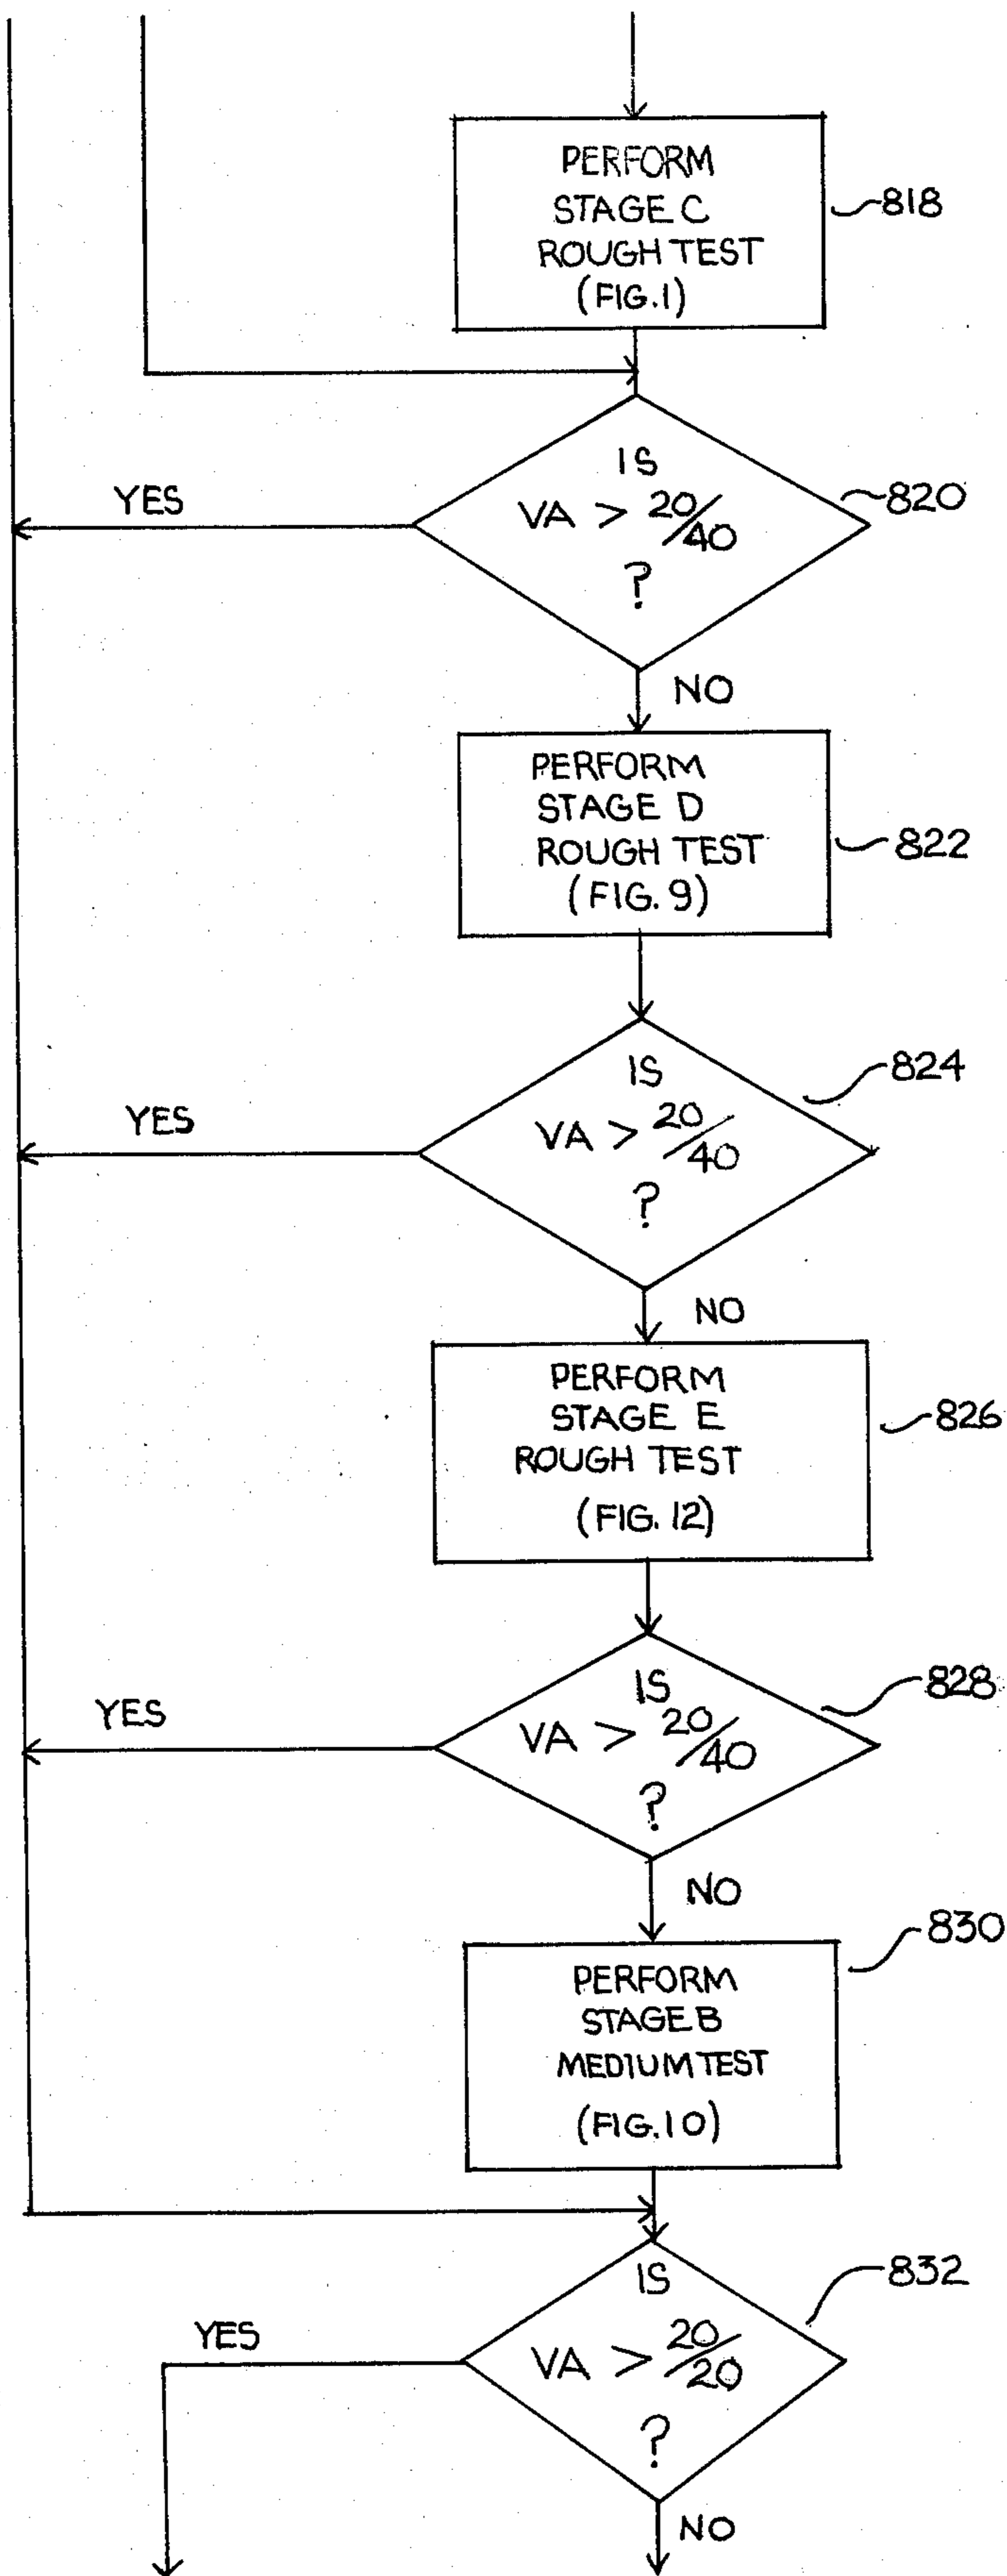 PERFORM
STAGE C
ROUGH TEST
(FIG. 1)
818
IS
VA > 20/40
?
820
YES
NO
PERFORM
STAGE D
ROUGH TEST
(FIG. 9)
822
IS
VA > 20/40
?
824
YES
NO
PERFORM
STAGE E
ROUGH TEST
(FIG. 12)
826
IS
VA > 20/40
?
828
YES
NO
PERFORM
STAGE B
MEDIUM TEST
(FIG. 10)
830
IS
VA > 20/20
?
832
YES
NO